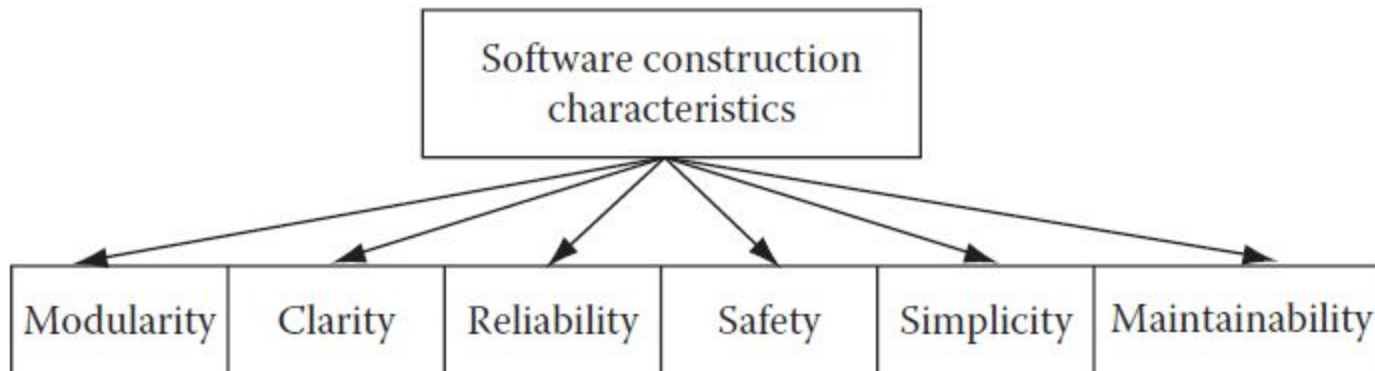 Software construction
characteristics
Modularity
Clarity
Reliability
Safety
Simplicity
Maintainability